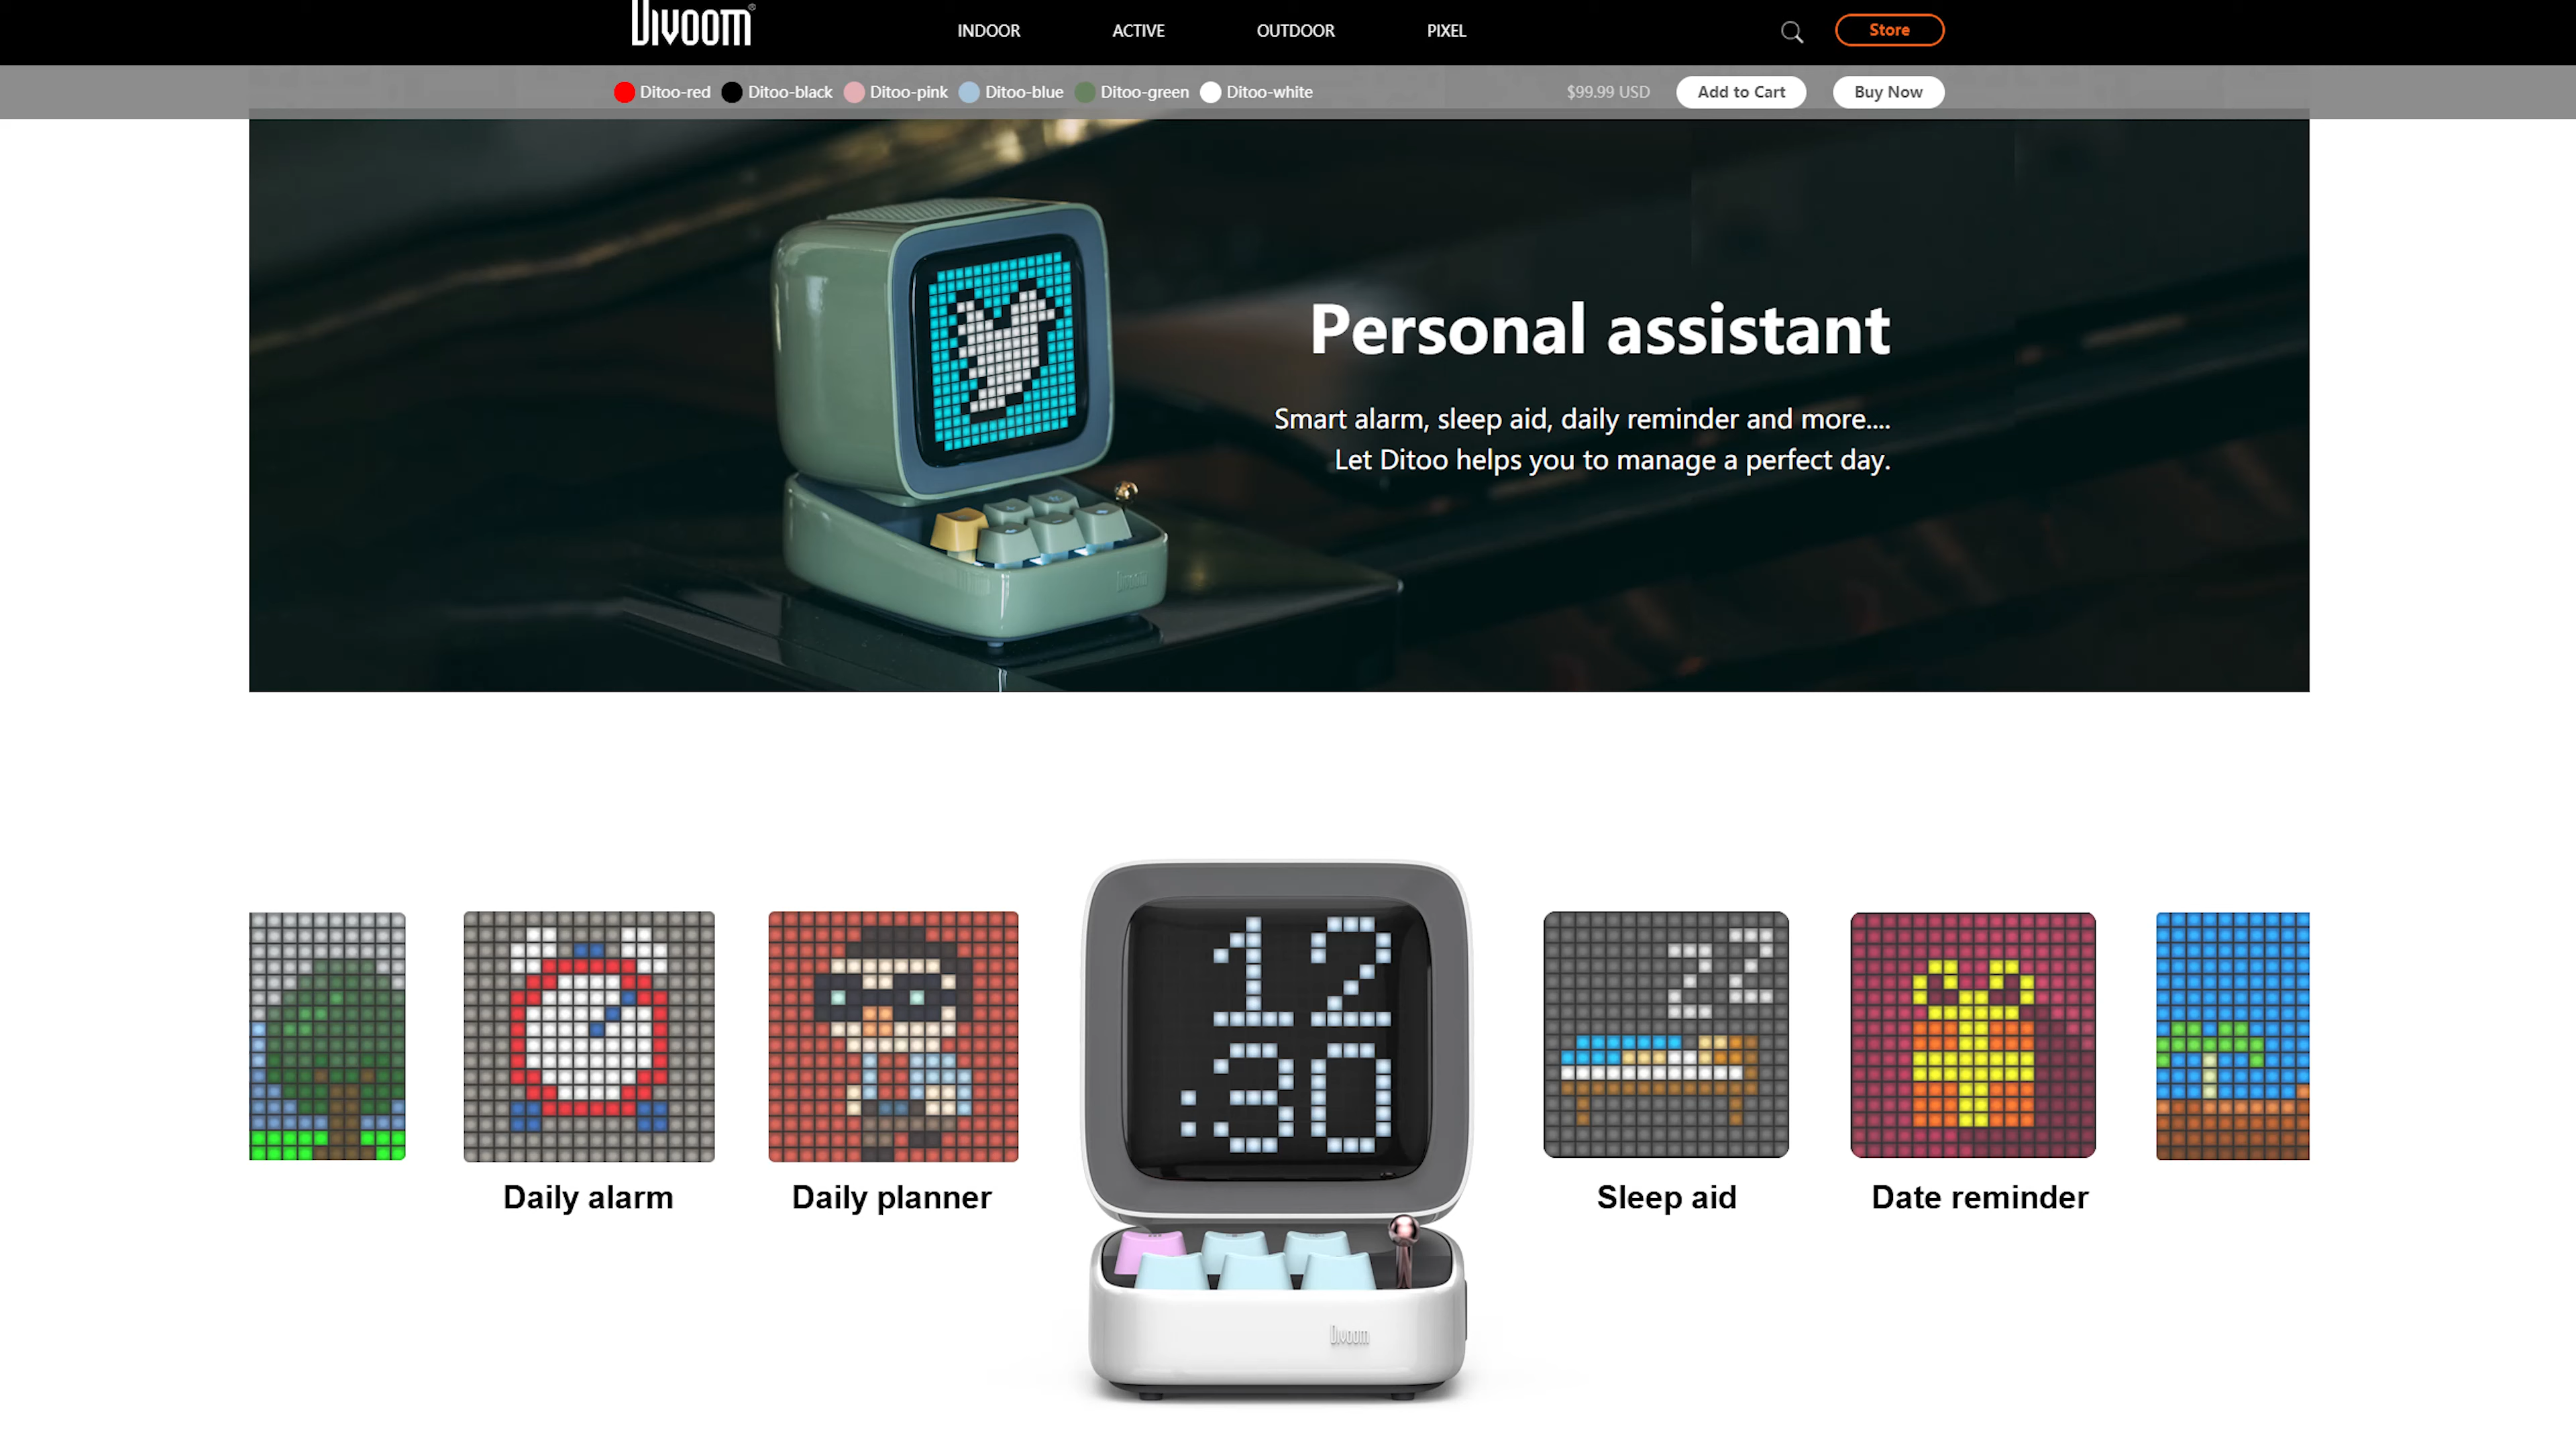 Divoom®
INDOOR ACTIVE OUTDOOR PIXEL
Store
Ditoo-red Ditoo-black Ditoo-pink Ditoo-blue Ditoo-green Ditoo-white
$99.99 USD Add to Cart Buy Now
Personal assistant
Smart alarm, sleep aid, daily reminder and more....
Let Ditoo helps you to manage a perfect day.
Divoom
12
:30
Daily alarm
Daily planner
Sleep aid
Date reminder
Divoom